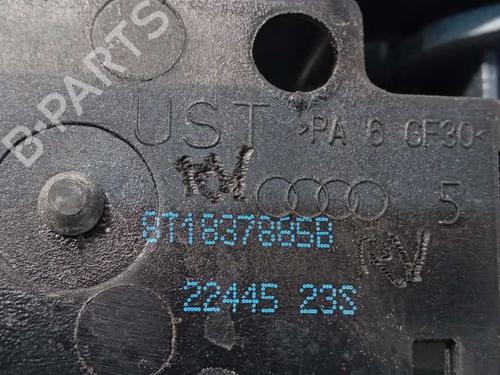 B-PARTS
UST >PA 6 GF30<
5
8T1837885B
22445 23S